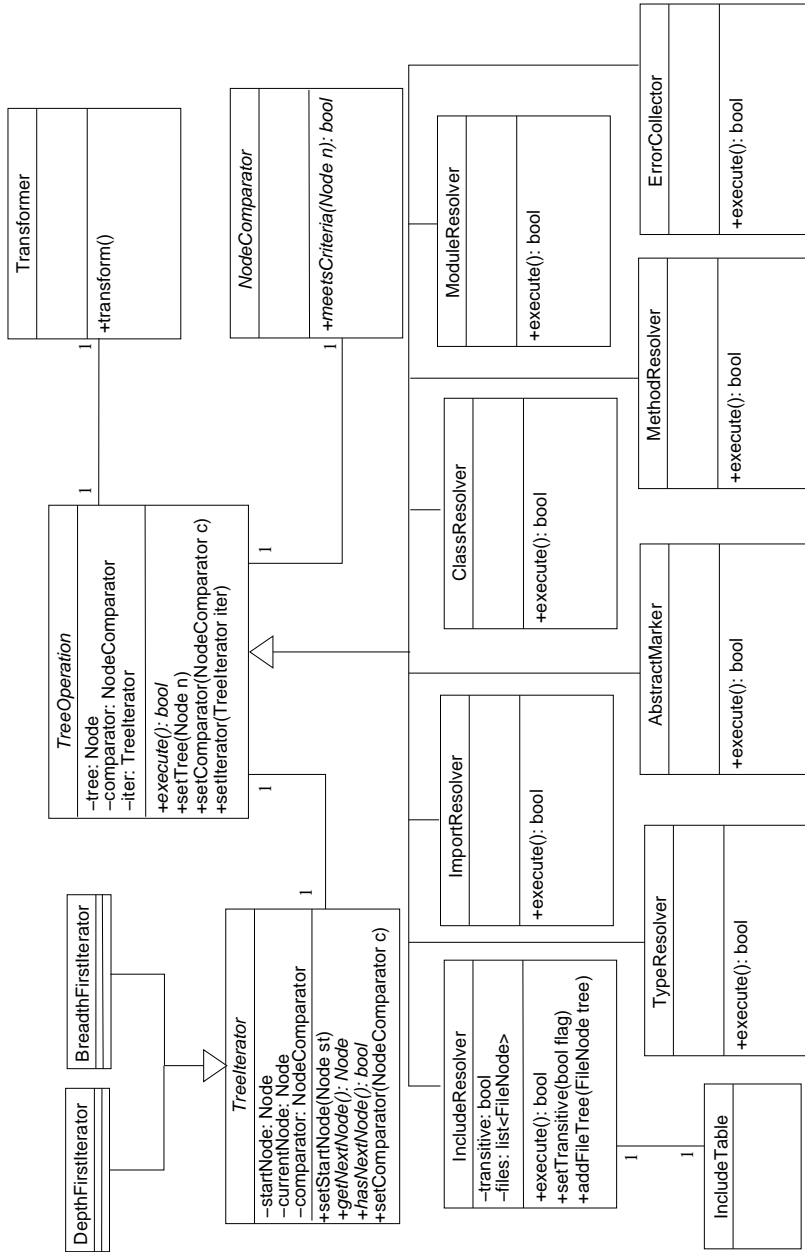 DepthFirstIterator
BreadthFirstIterator
TreeIterator
–startNode: Node
–currentNode: Node
–comparator: NodeComparator
+setStartNode(Node st)
+getNextNode(): Node
+hasNextNode(): bool
+setComparator(NodeComparator c)
1
1
TreeOperation
–tree: Node
–comparator: NodeComparator
–iter: TreeIterator
+execute(): bool
+setTree(Node n)
+setComparator(NodeComparator c)
+setIterator(TreeIterator iter)
1
1
Transformer
+transform()
1
1
NodeComparator
+meetsCriteria(Node n): bool
IncludeResolver
–transitive: bool
–files: list<FileNode>
+execute(): bool
+setTransitive(bool flag)
+addFileTree(FileNode tree)
1
1
IncludeTable
ImportResolver
+execute(): bool
ClassResolver
+execute(): bool
ModuleResolver
+execute(): bool
TypeResolver
+execute(): bool
AbstractMarker
+execute(): bool
MethodResolver
+execute(): bool
ErrorCollector
+execute(): bool